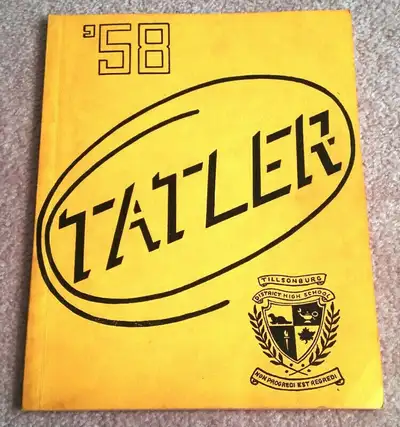 '58
TATLER
TILLSONBURG
DISTRICT HIGH SCHOOL
NON PROGREDI EST REGREDI